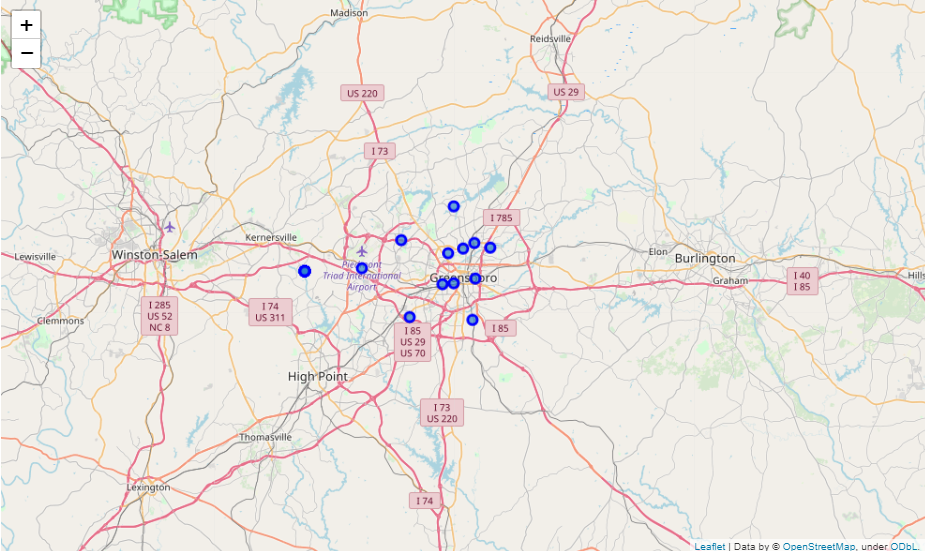 +
−
Madison
Reidsville
US 220
US 29
I 73
I 785
Kernersville
Winston-Salem
Lewisville
Piedmont
Triad International
Airport
Greensboro
Elon
Burlington
Graham
I 40
I 85
Hills
I 285
US 52
NC 8
I 74
US 311
Clemmons
I 85
US 29
US 70
I 85
High Point
I 73
US 220
Thomasville
Lexington
I 74
Leaflet | Data by © OpenStreetMap, under ODbL.